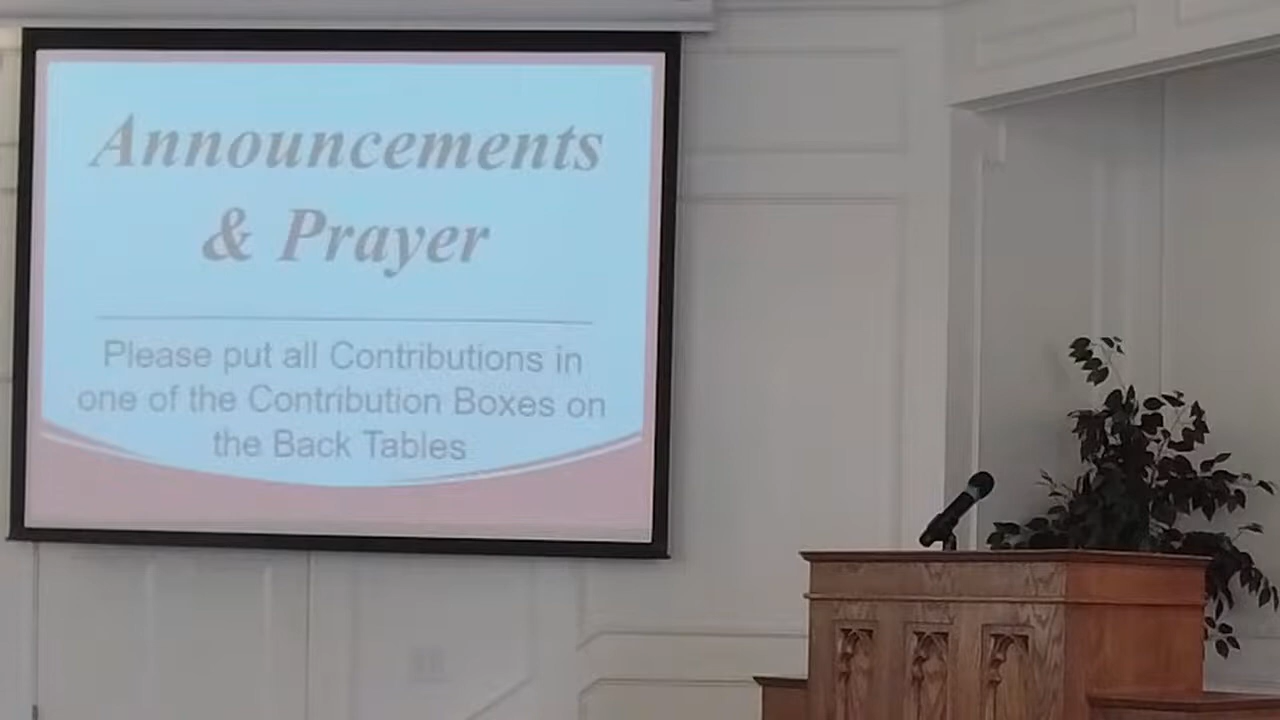 Announcements
& Prayer
Please put all Contributions in
one of the Contribution Boxes on
the Back Tables